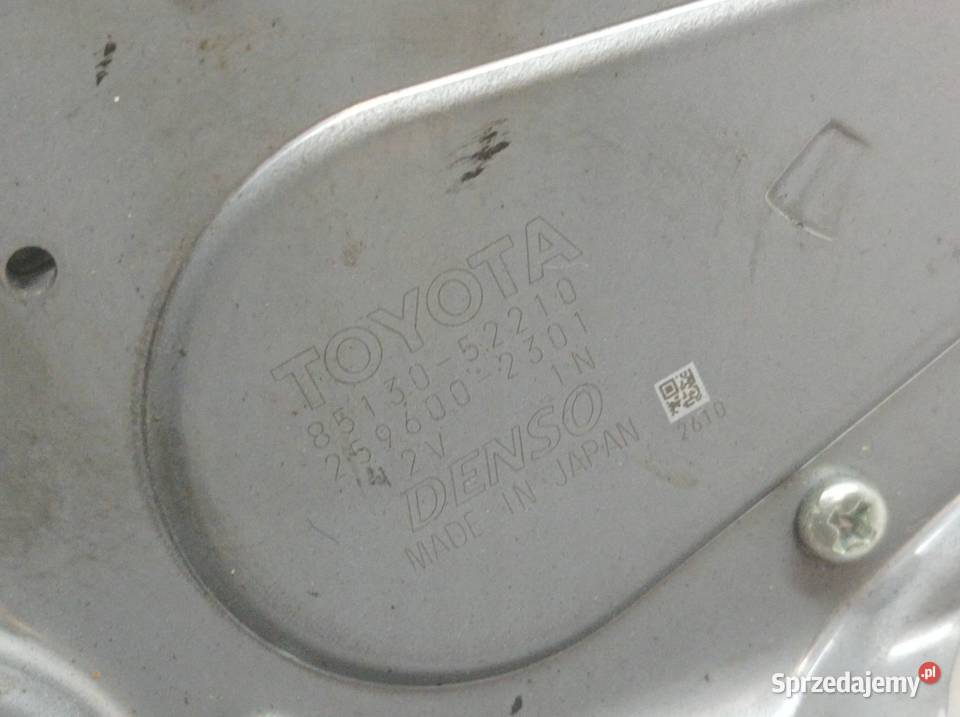 TOYOTA
85130-52210
259600-2301
12V 1N
DENSO
MADE IN JAPAN
2610
Sprzedajemy.pl